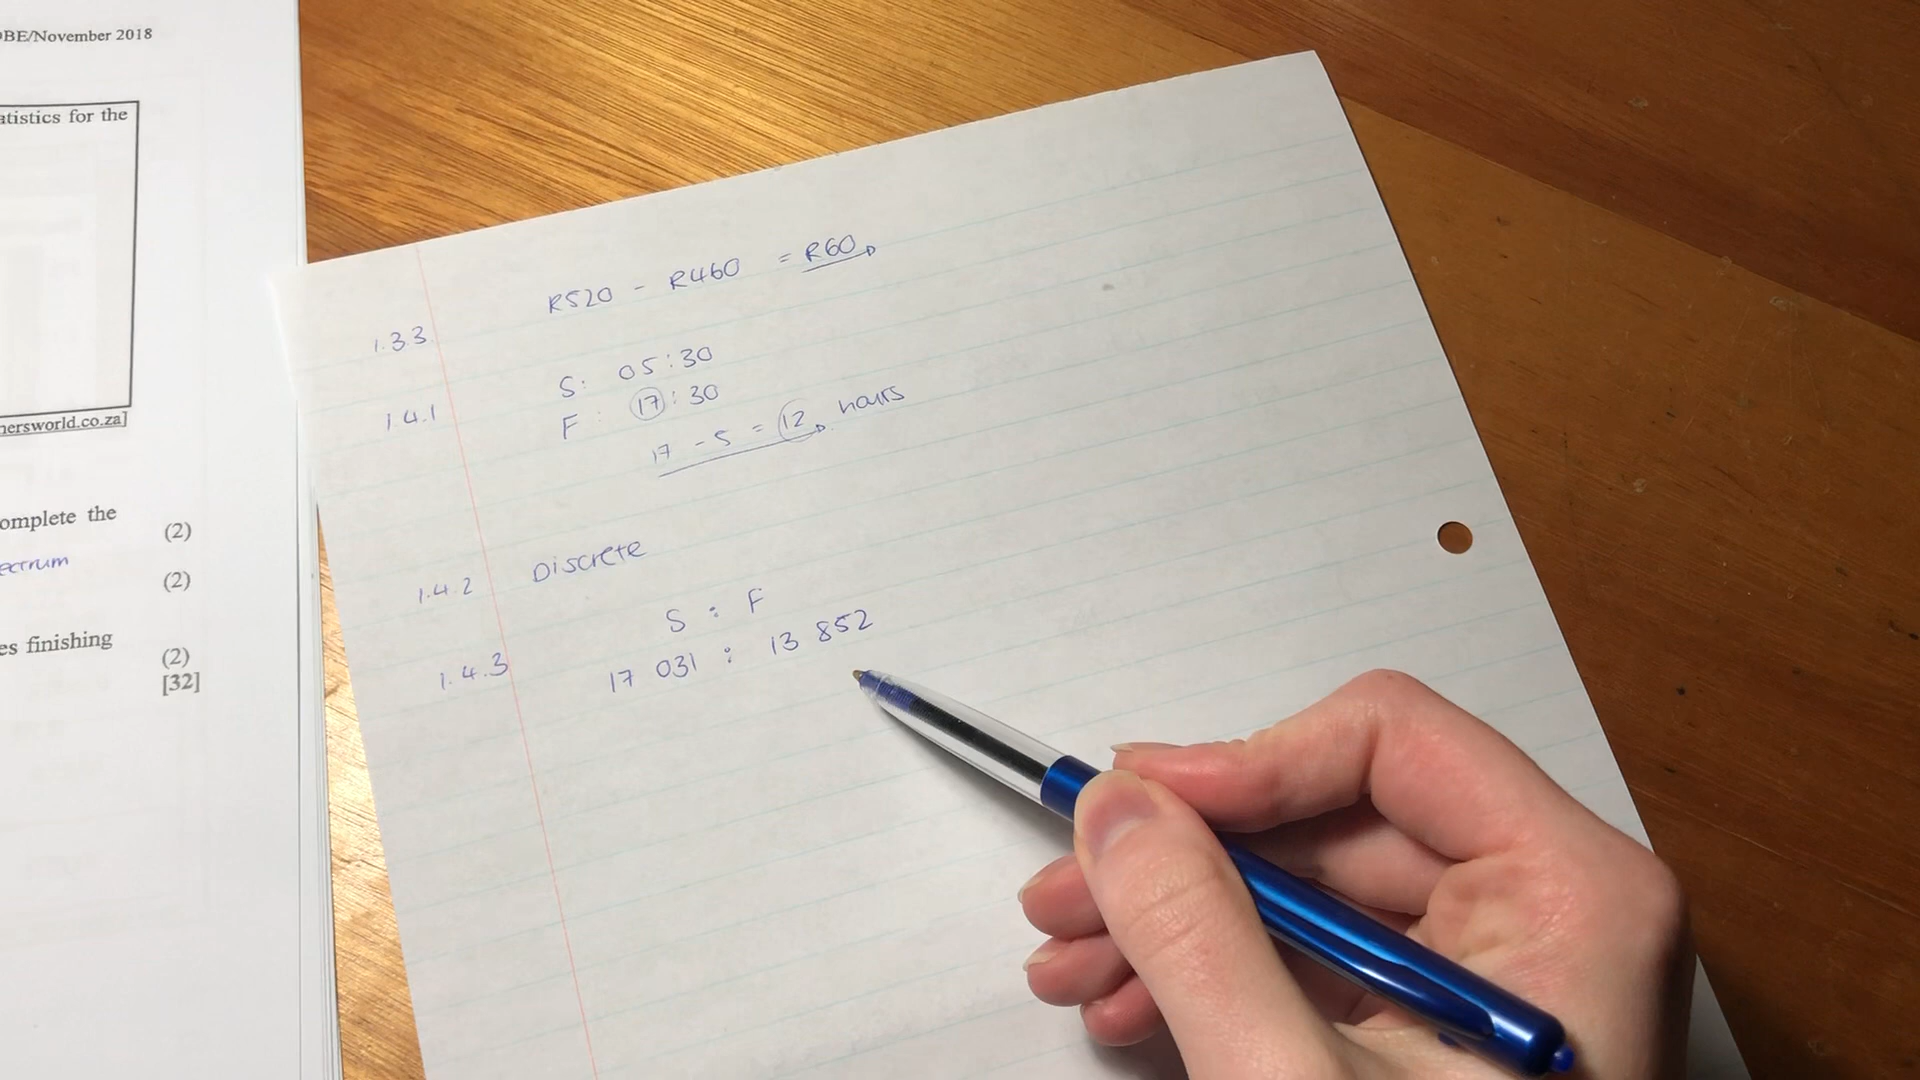 DBE/November 2018
atistics for the
nersworld.co.za]
omplete the
(2)
ectrum
(2)
es finishing
(2)
[32]
R520 - R460 = R60
1.3.3
S: 05:30
1.4.1
F: 17:30
17 - 5 = 12 hours
1.4.2 Discrete
S : F
1.4.3 17 031 : 13 852